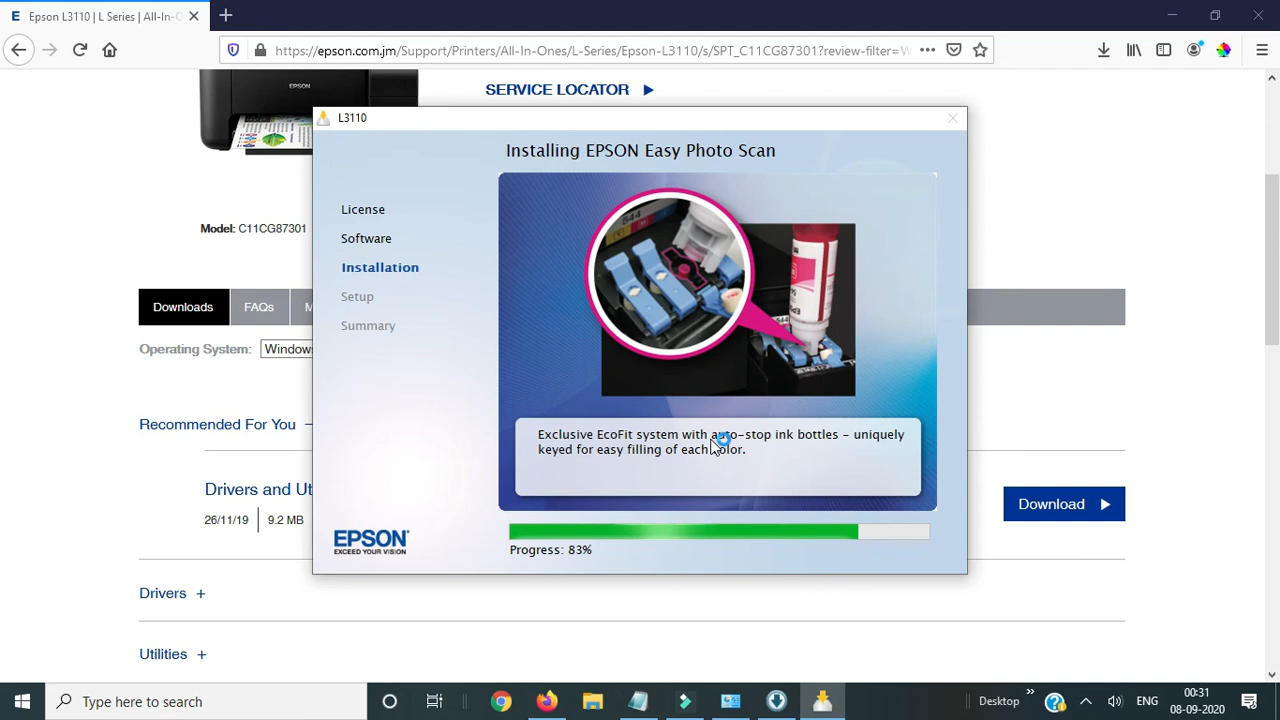 E Epson L3110 | L Series | All-In-O
https://epson.com.jm/Support/Printers/All-In-Ones/L-Series/Epson-L3110/s/SPT_C11CG87301?review-filter=W
EPSON
SERVICE LOCATOR
L3110
Installing EPSON Easy Photo Scan
License
Software
Installation
Setup
Summary
544
544
Model: C11CG87301
Downloads FAQs M
Operating System: Windows
Recommended For You
Exclusive EcoFit system with auto-stop ink bottles - uniquely
keyed for easy filling of each color.
Drivers and Ut
26/11/19 9.2 MB
Download
EPSON®
EXCEED YOUR VISION
Progress: 83%
Drivers +
Utilities +
Type here to search
Desktop
ENG
00:31
08-09-2020